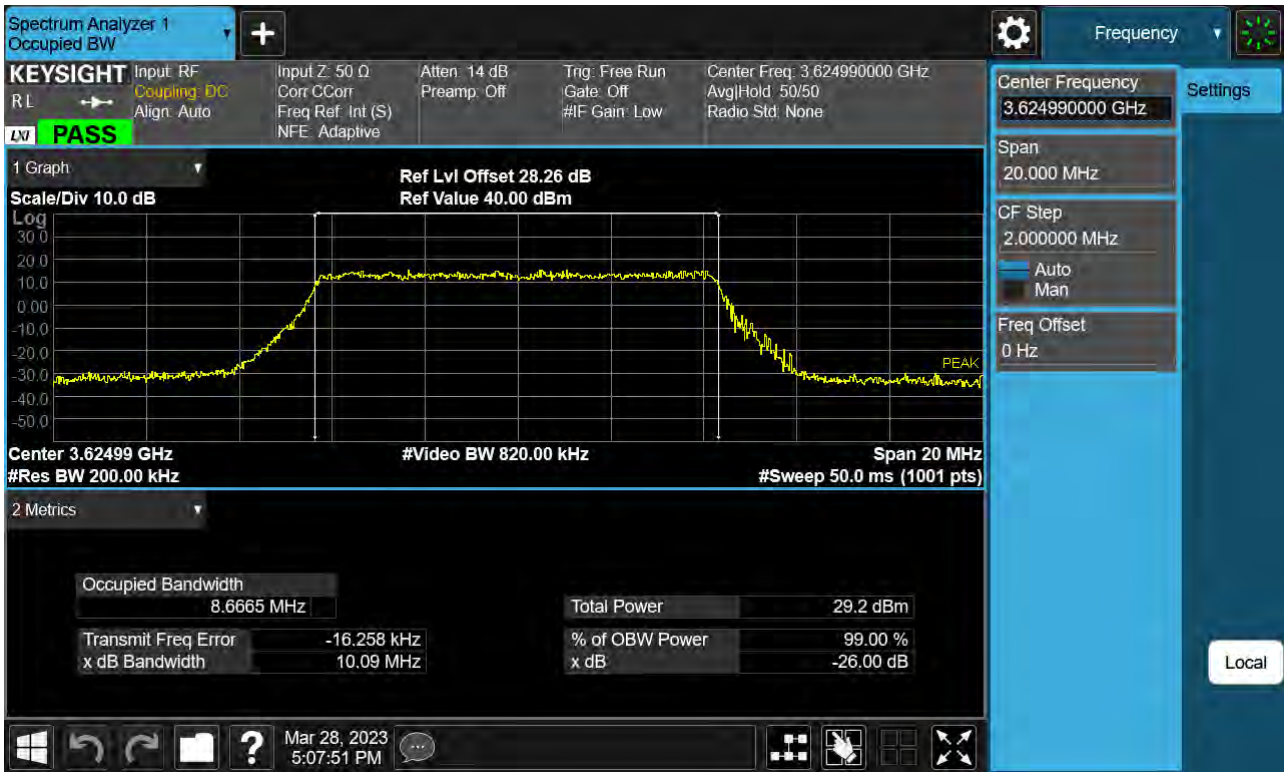 Spectrum Analyzer 1
Occupied BW
+
Frequency
KEYSIGHT
RL
LXI
PASS
Input: RF
Coupling: DC
Align: Auto
Input Z: 50 Ω
Corr CCorr
Freq Ref: Int (S)
NFE: Adaptive
Atten: 14 dB
Preamp: Off
Trig: Free Run
Gate: Off
#IF Gain: Low
Center Freq: 3.624990000 GHz
Avg|Hold: 50/50
Radio Std: None
Center Frequency
3.624990000 GHz
Settings
Span
20.000 MHz
CF Step
2.000000 MHz
Auto
Man
Freq Offset
0 Hz
Local
1 Graph
Scale/Div 10.0 dB
Ref Lvl Offset 28.26 dB
Ref Value 40.00 dBm
Log
30.0
20.0
10.0
0.00
-10.0
-20.0
-30.0
-40.0
-50.0
PEAK
Center 3.62499 GHz
#Video BW 820.00 kHz
Span 20 MHz
#Res BW 200.00 kHz
#Sweep 50.0 ms (1001 pts)
2 Metrics
Occupied Bandwidth
8.6665 MHz
Total Power 29.2 dBm
Transmit Freq Error -16.258 kHz
% of OBW Power 99.00 %
x dB Bandwidth 10.09 MHz
x dB -26.00 dB
?
Mar 28, 2023
5:07:51 PM